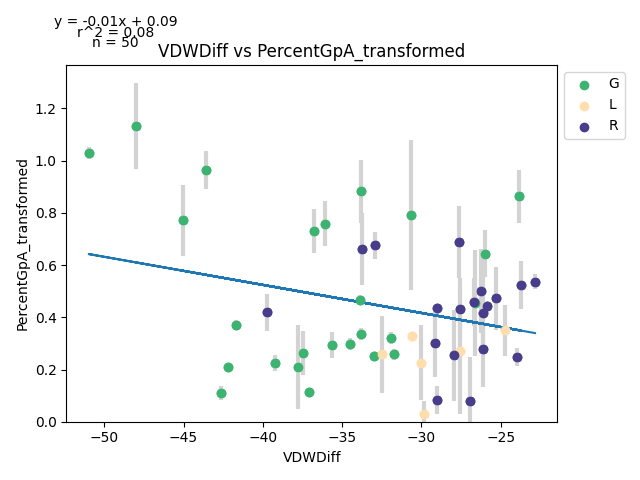 y = -0.01x + 0.09
r^2 = 0.08
n = 50
VDWDiff vs PercentGpA_transformed
G
L
R
PercentGpA_transformed
1.2
1.0
0.8
0.6
0.4
0.2
0.0
−50
−45
−40
−35
−30
−25
VDWDiff